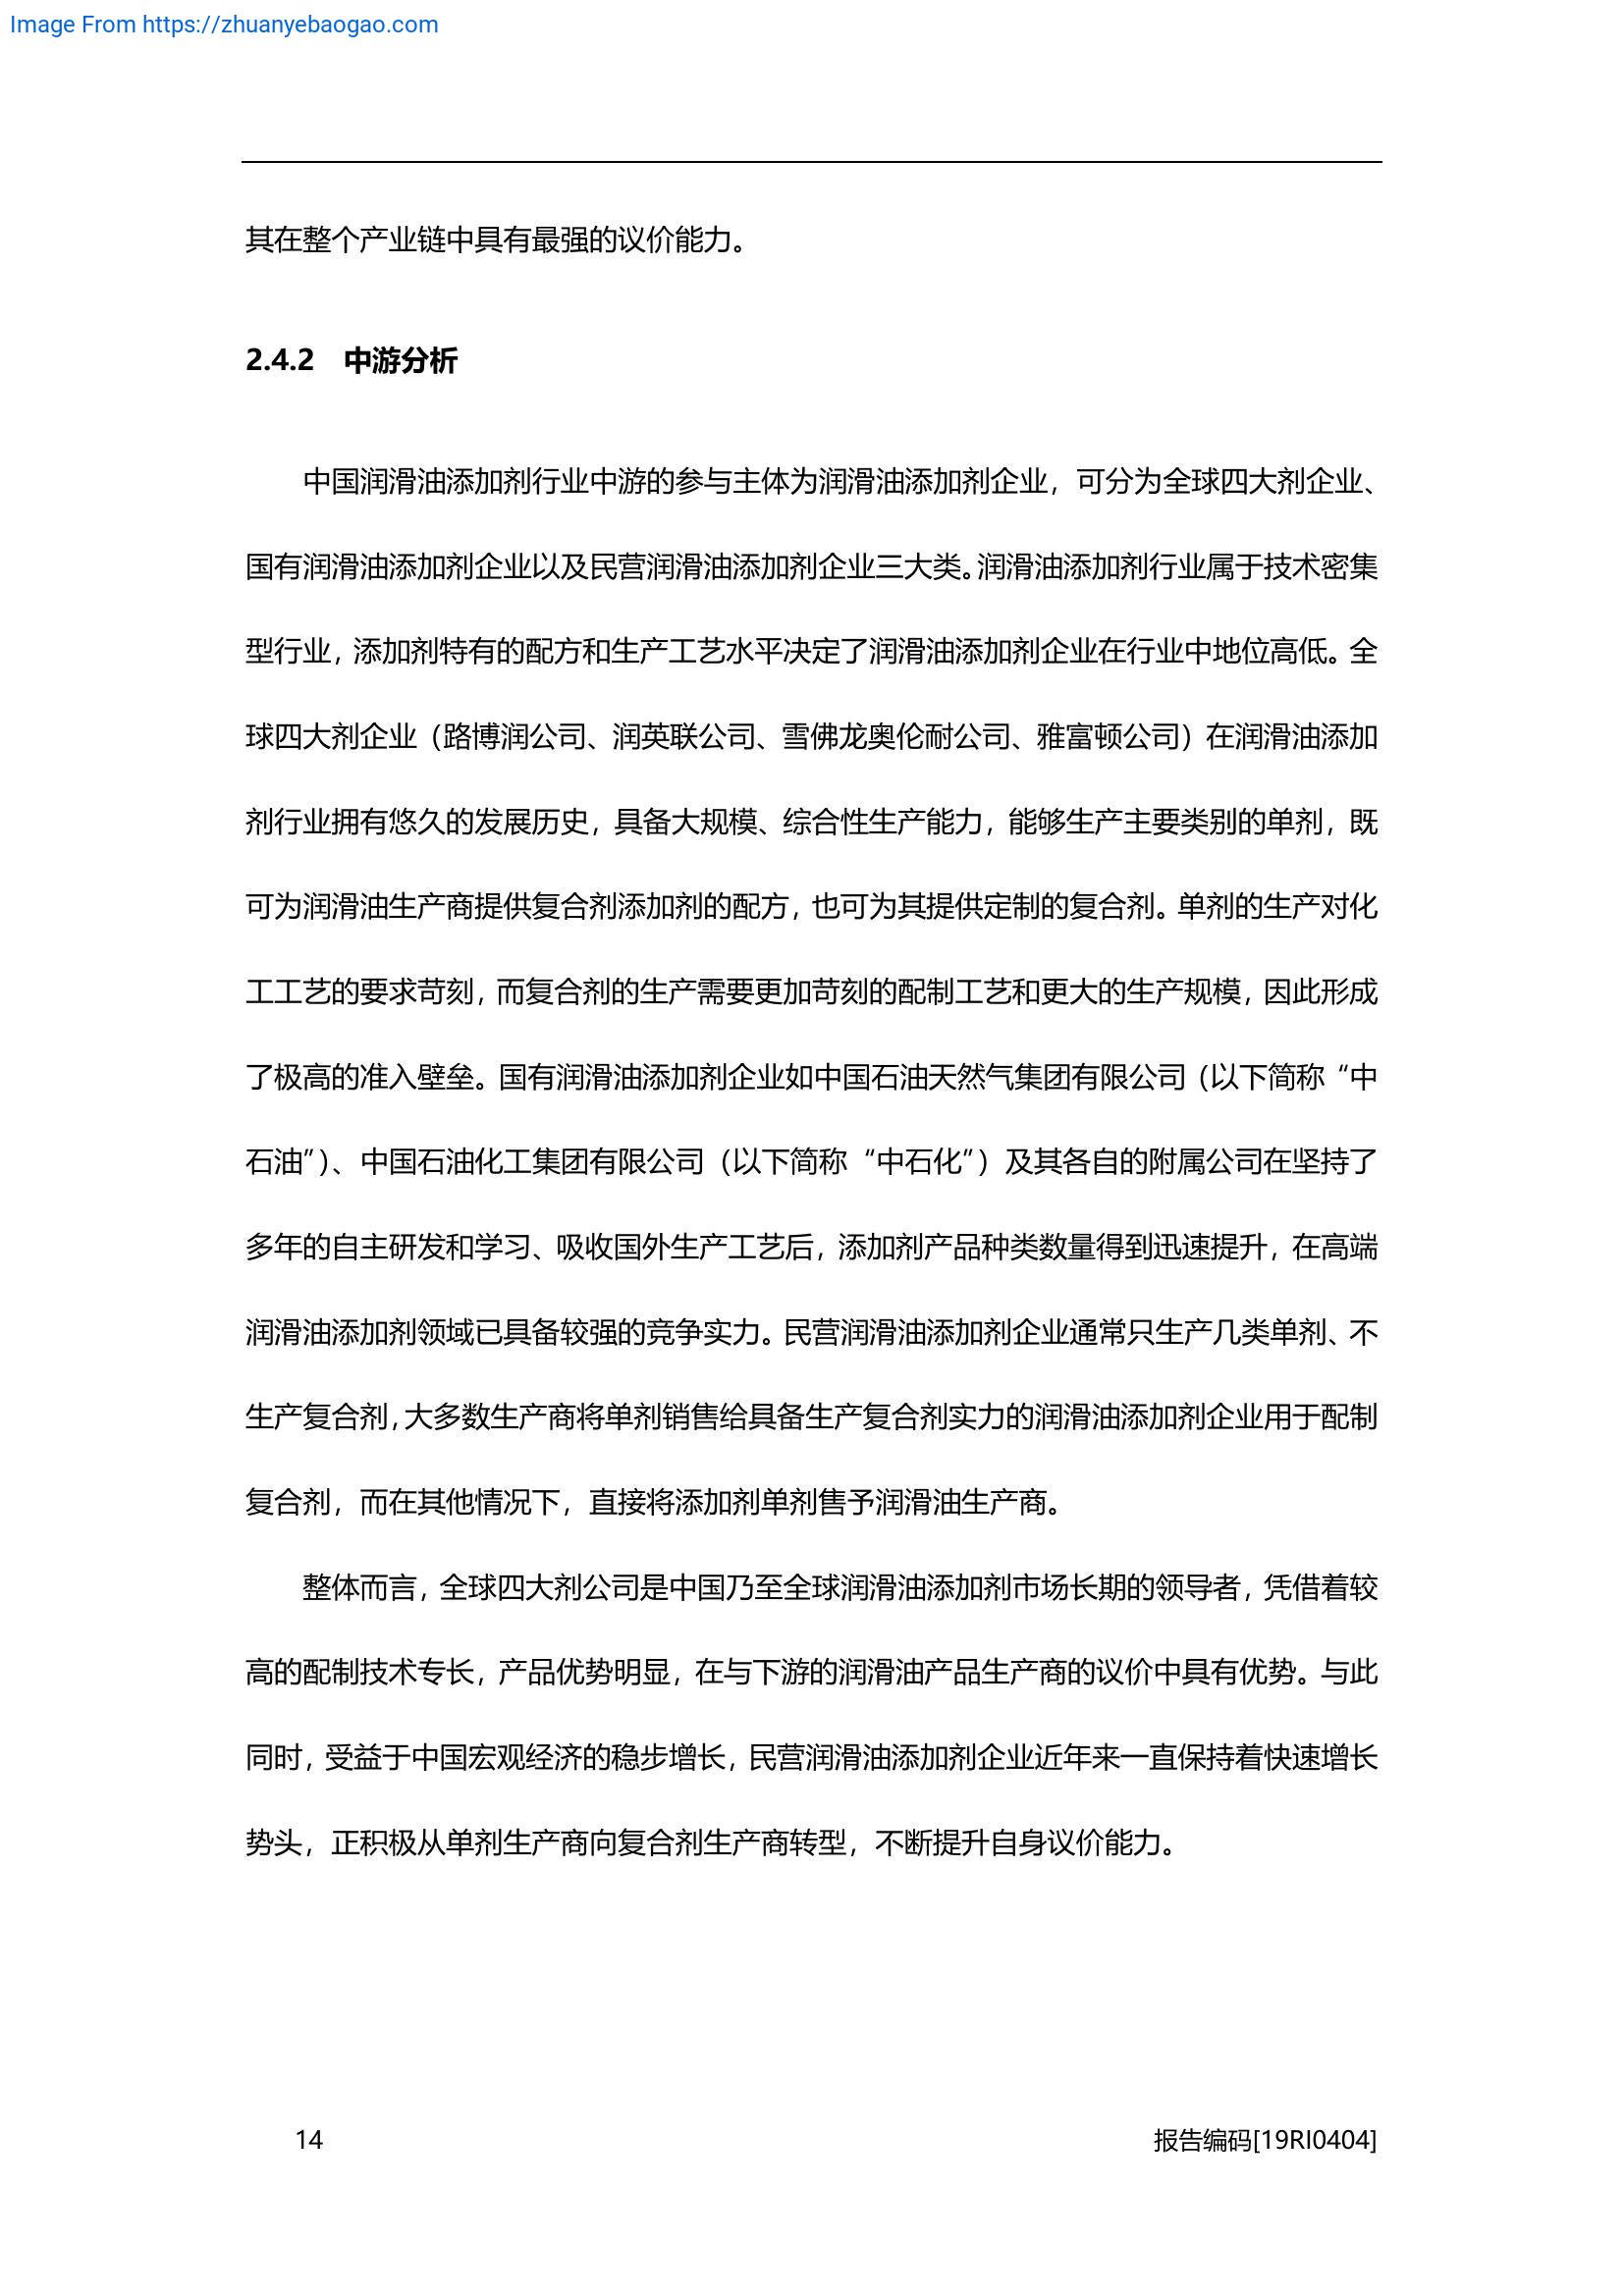 Image From https://zhuanyebaogao.com
其在整个产业链中具有最强的议价能力。
2.4.2 中游分析
中国润滑油添加剂行业中游的参与主体为润滑油添加剂企业，可分为全球四大剂企业、
国有润滑油添加剂企业以及民营润滑油添加剂企业三大类。润滑油添加剂行业属于技术密集
型行业，添加剂特有的配方和生产工艺水平决定了润滑油添加剂企业在行业中地位高低。全
球四大剂企业（路博润公司、润英联公司、雪佛龙奥伦耐公司、雅富顿公司）在润滑油添加
剂行业拥有悠久的发展历史，具备大规模、综合性生产能力，能够生产主要类别的单剂，既
可为润滑油生产商提供复合剂添加剂的配方，也可为其提供定制的复合剂。单剂的生产对化
工工艺的要求苛刻，而复合剂的生产需要更加苛刻的配制工艺和更大的生产规模，因此形成
了极高的准入壁垒。国有润滑油添加剂企业如中国石油天然气集团有限公司（以下简称“中
石油”）、中国石油化工集团有限公司（以下简称“中石化”）及其各自的附属公司在坚持了
多年的自主研发和学习、吸收国外生产工艺后，添加剂产品种类数量得到迅速提升，在高端
润滑油添加剂领域已具备较强的竞争实力。民营润滑油添加剂企业通常只生产几类单剂、不
生产复合剂，大多数生产商将单剂销售给具备生产复合剂实力的润滑油添加剂企业用于配制
复合剂，而在其他情况下，直接将添加剂单剂售予润滑油生产商。
整体而言，全球四大剂公司是中国乃至全球润滑油添加剂市场长期的领导者，凭借着较
高的配制技术专长，产品优势明显，在与下游的润滑油产品生产商的议价中具有优势。与此
同时，受益于中国宏观经济的稳步增长，民营润滑油添加剂企业近年来一直保持着快速增长
势头，正积极从单剂生产商向复合剂生产商转型，不断提升自身议价能力。
14 报告编码[19RI0404]